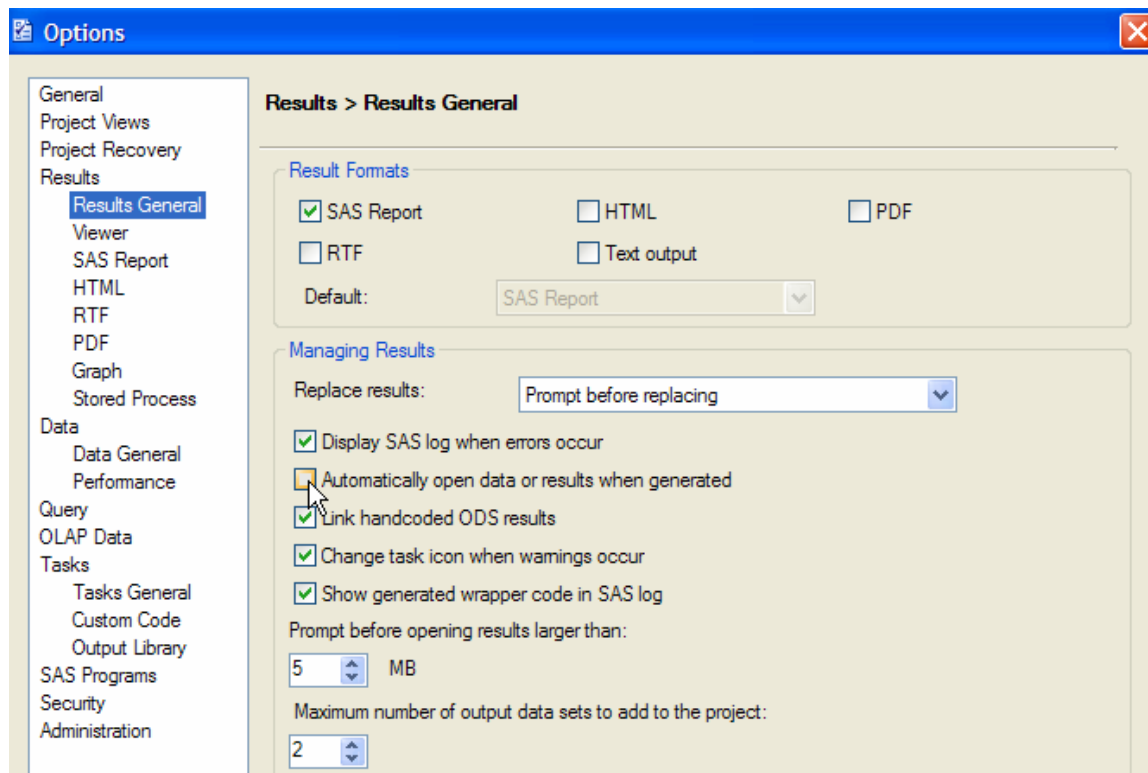 Options
General
Project Views
Project Recovery
Results
Results General
Viewer
SAS Report
HTML
RTF
PDF
Graph
Stored Process
Data
Data General
Performance
Query
OLAP Data
Tasks
Tasks General
Custom Code
Output Library
SAS Programs
Security
Administration
Results > Results General
Result Formats
SAS Report HTML PDF
RTF Text output
Default: SAS Report
Managing Results
Replace results: Prompt before replacing
Display SAS log when errors occur
Automatically open data or results when generated
Link handcoded ODS results
Change task icon when warnings occur
Show generated wrapper code in SAS log
Prompt before opening results larger than:
5 MB
Maximum number of output data sets to add to the project:
2